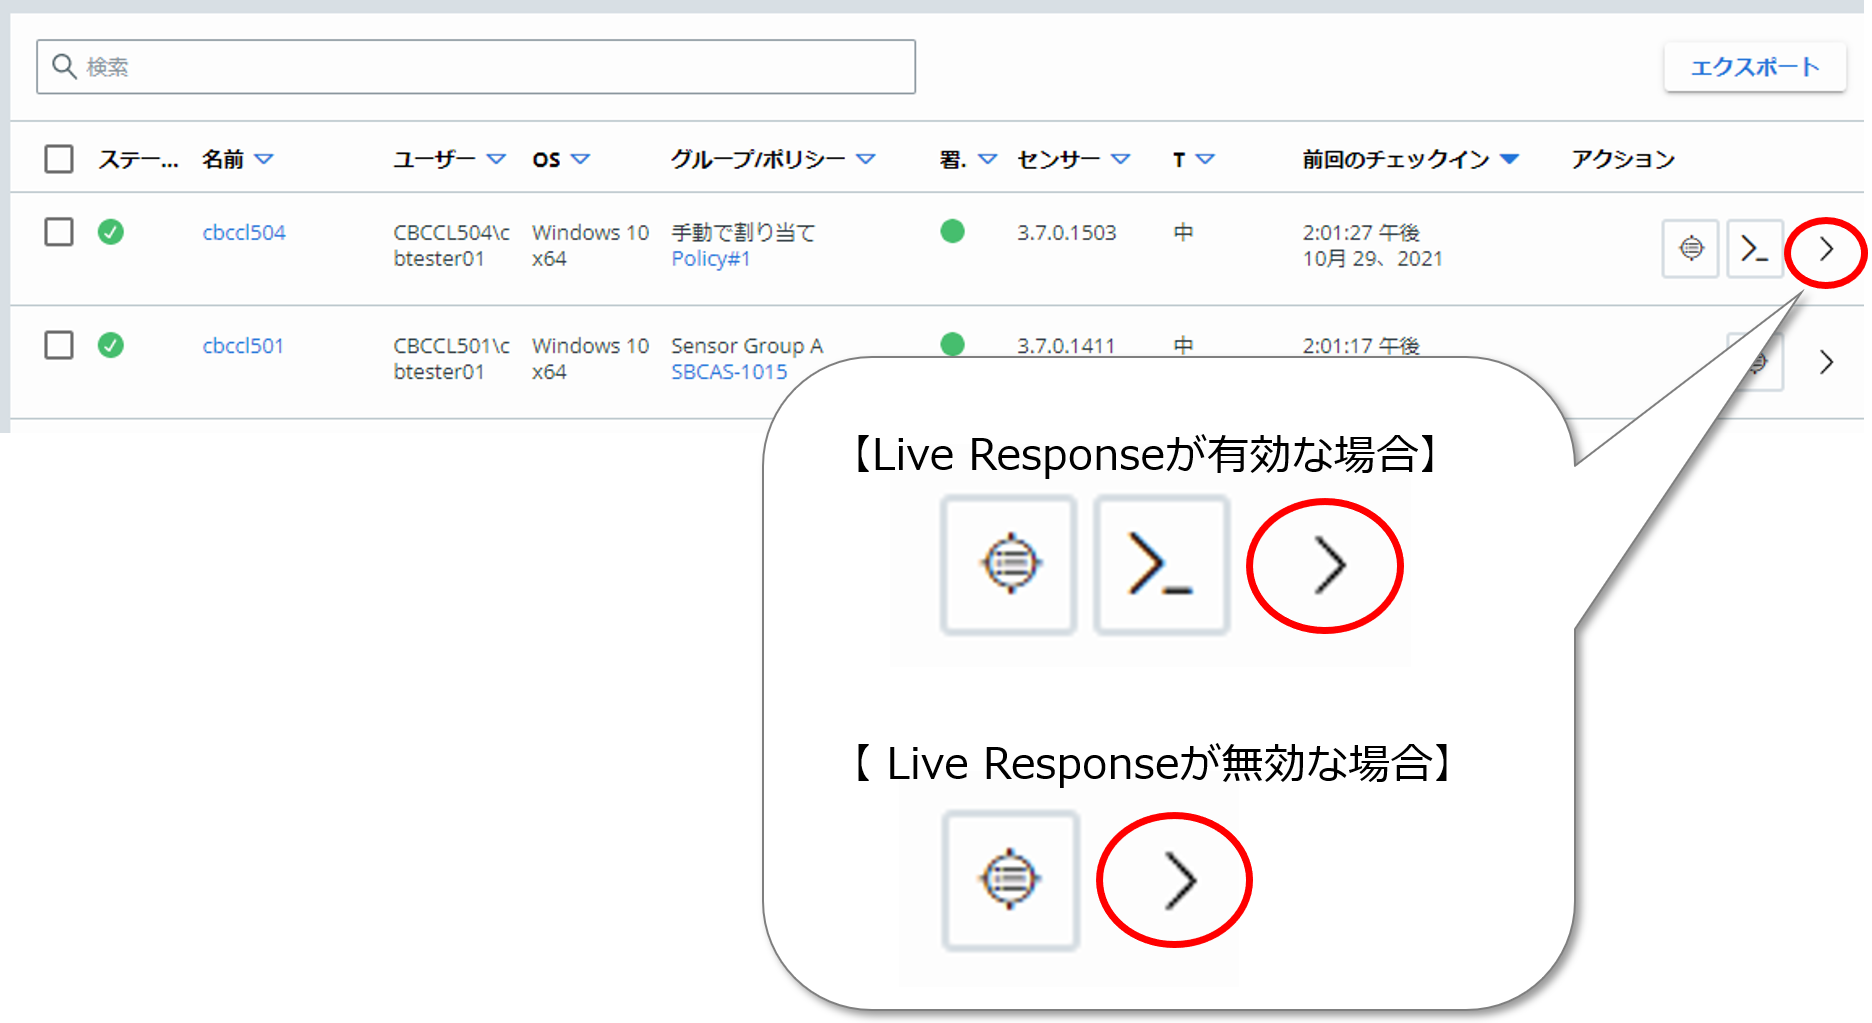 検索
エクスポート
ステー... 名前 ユーザー OS グループ/ポリシー 署. センサー T 前回のチェックイン アクション
cbccl504 CBCCL504\c Windows 10 手動で割り当て 3.7.0.1503 中 2:01:27 午後
btester01 x64 Policy#1 10月 29、2021
cbccl501 CBCCL501\c Windows 10 Sensor Group A 3.7.0.1411 中 2:01:17 午後
btester01 x64 SBCAS-1015
【Live Responseが有効な場合】
【 Live Responseが無効な場合】